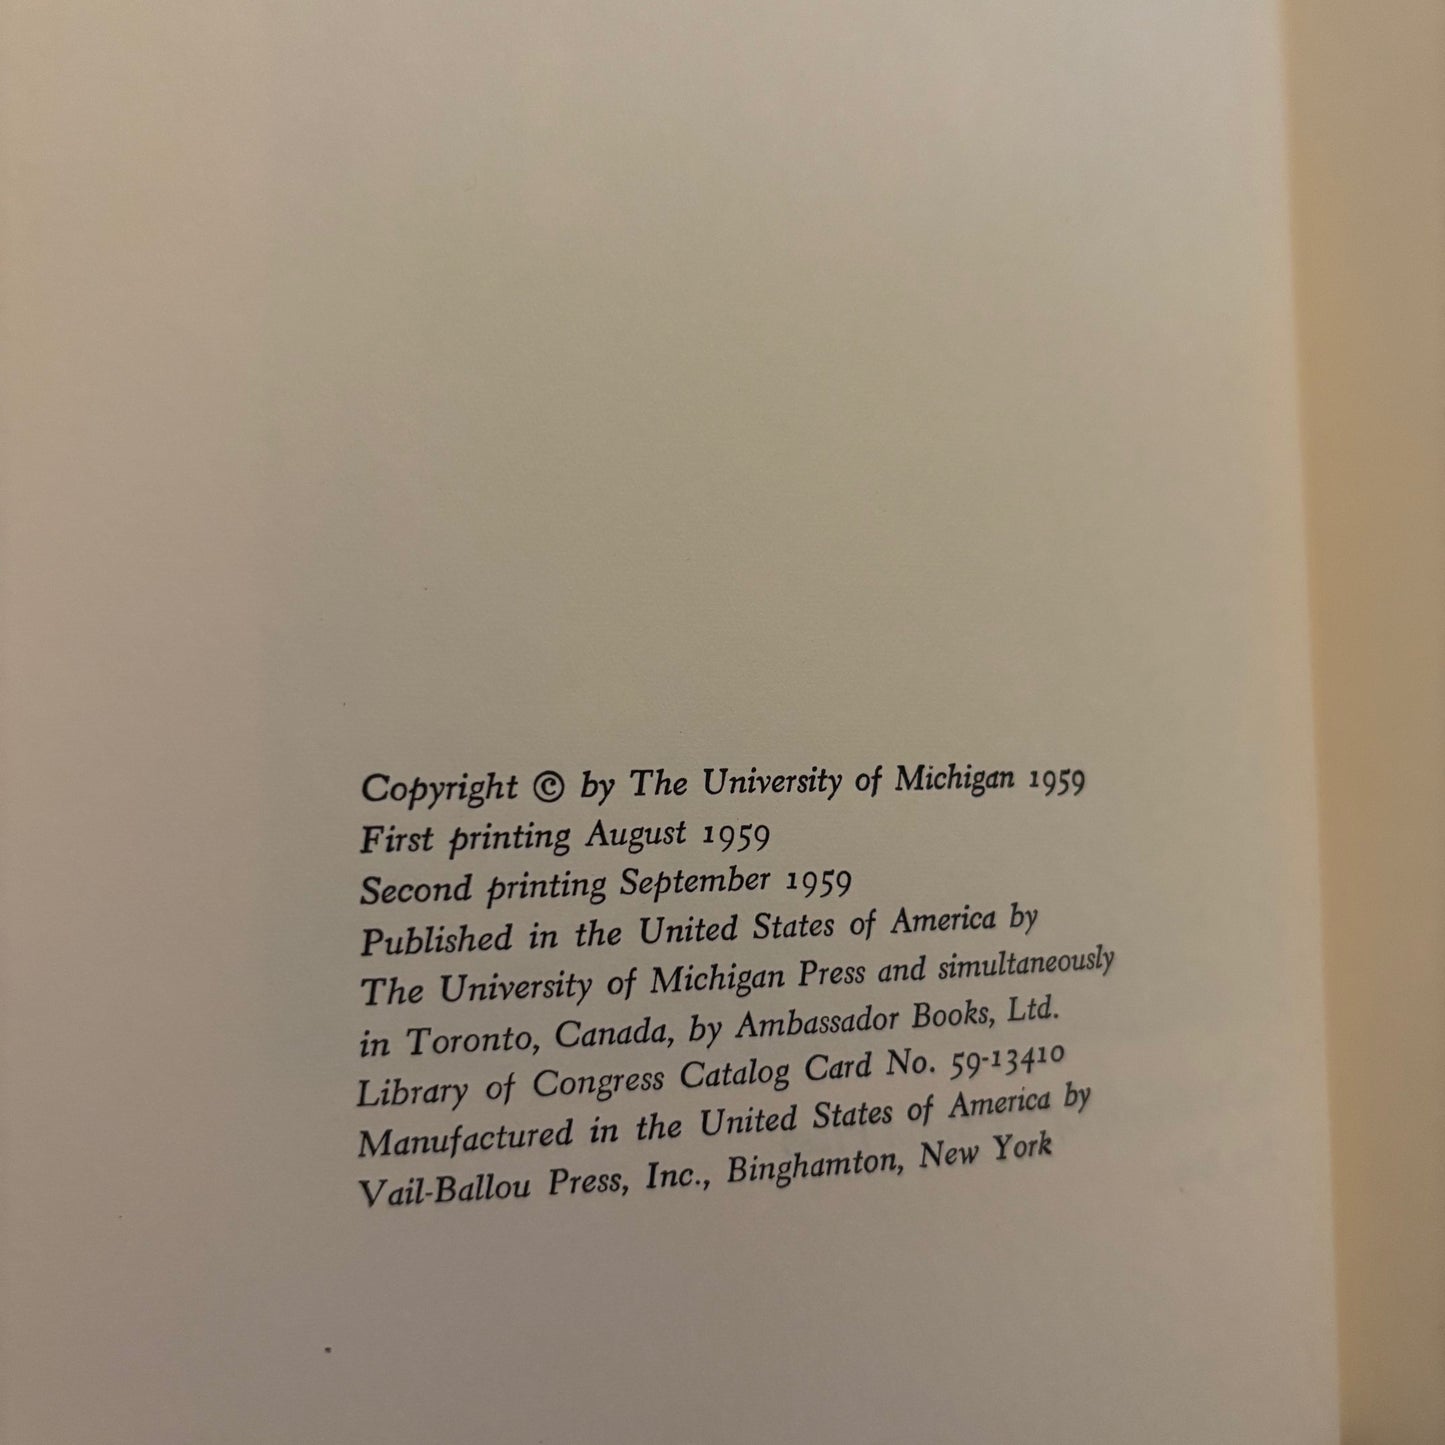 Copyright © by The University of Michigan 1959
First printing August 1959
Second printing September 1959
Published in the United States of America by
The University of Michigan Press and simultaneously
in Toronto, Canada, by Ambassador Books, Ltd.
Library of Congress Catalog Card No. 59-13410
Manufactured in the United States of America by
Vail-Ballou Press, Inc., Binghamton, New York